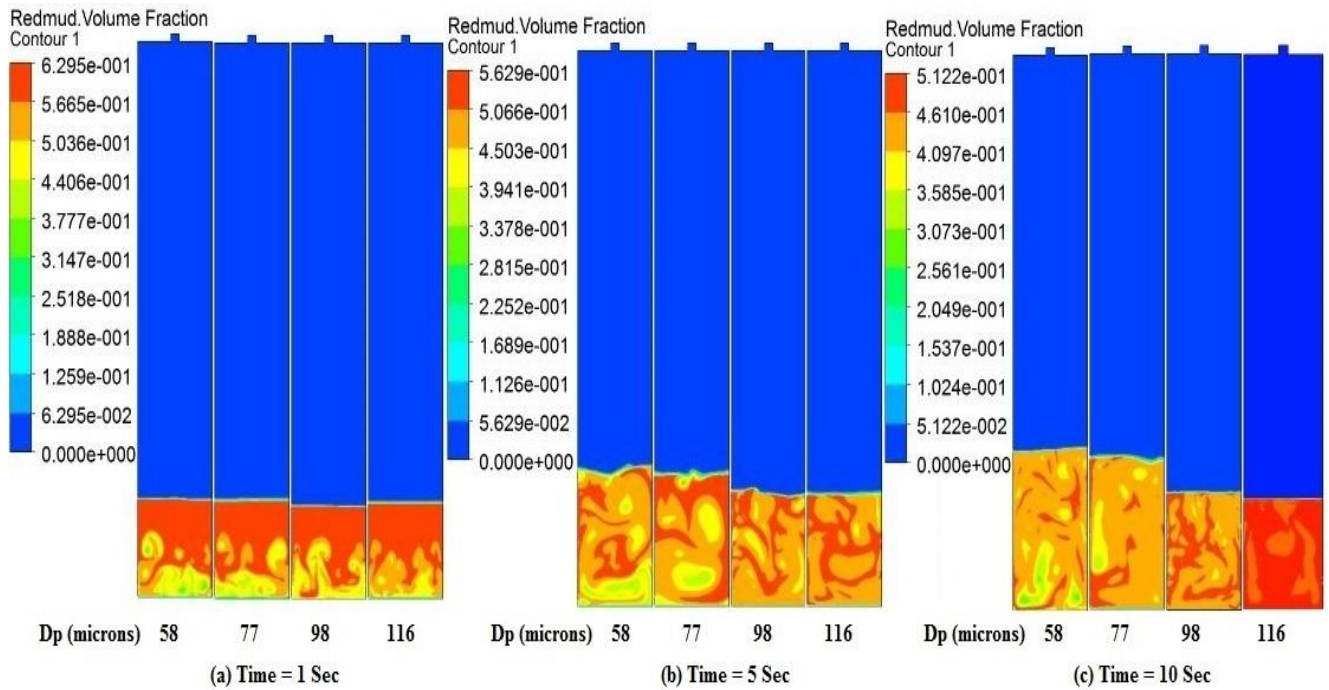 Redmud.Volume Fraction
Contour 1
6.295e-001
5.665e-001
5.036e-001
4.406e-001
3.777e-001
3.147e-001
2.518e-001
1.888e-001
1.259e-001
6.295e-002
0.000e+000
Dp (microns) 58 77 98 116
(a) Time = 1 Sec
Redmud.Volume Fraction
Contour 1
5.629e-001
5.066e-001
4.503e-001
3.941e-001
3.378e-001
2.815e-001
2.252e-001
1.689e-001
1.126e-001
5.629e-002
0.000e+000
Dp (microns) 58 77 98 116
(b) Time = 5 Sec
Redmud.Volume Fraction
Contour 1
5.122e-001
4.610e-001
4.097e-001
3.585e-001
3.073e-001
2.561e-001
2.049e-001
1.537e-001
1.024e-001
5.122e-002
0.000e+000
Dp (microns) 58 77 98 116
(c) Time = 10 Sec